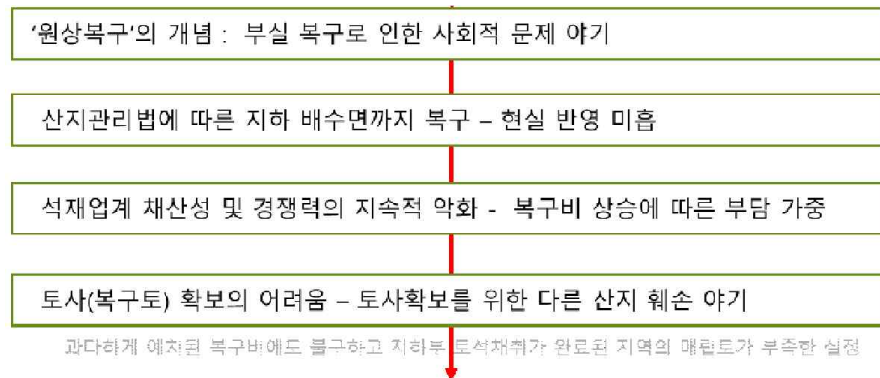 ‘원상복구’의 개념 : 부실 복구로 인한 사회적 문제 야기
산지관리법에 따른 지하 배수면까지 복구 – 현실 반영 미흡
석재업계 채산성 및 경쟁력의 지속적 악화 - 복구비 상승에 따른 부담 가중
토사(복구토) 확보의 어려움 – 토사확보를 위한 다른 산지 훼손 야기
과다하게 예치된 복구비에도 불구하고 지하부 토석채취가 완료된 지역의 매립토가 부족한 실정